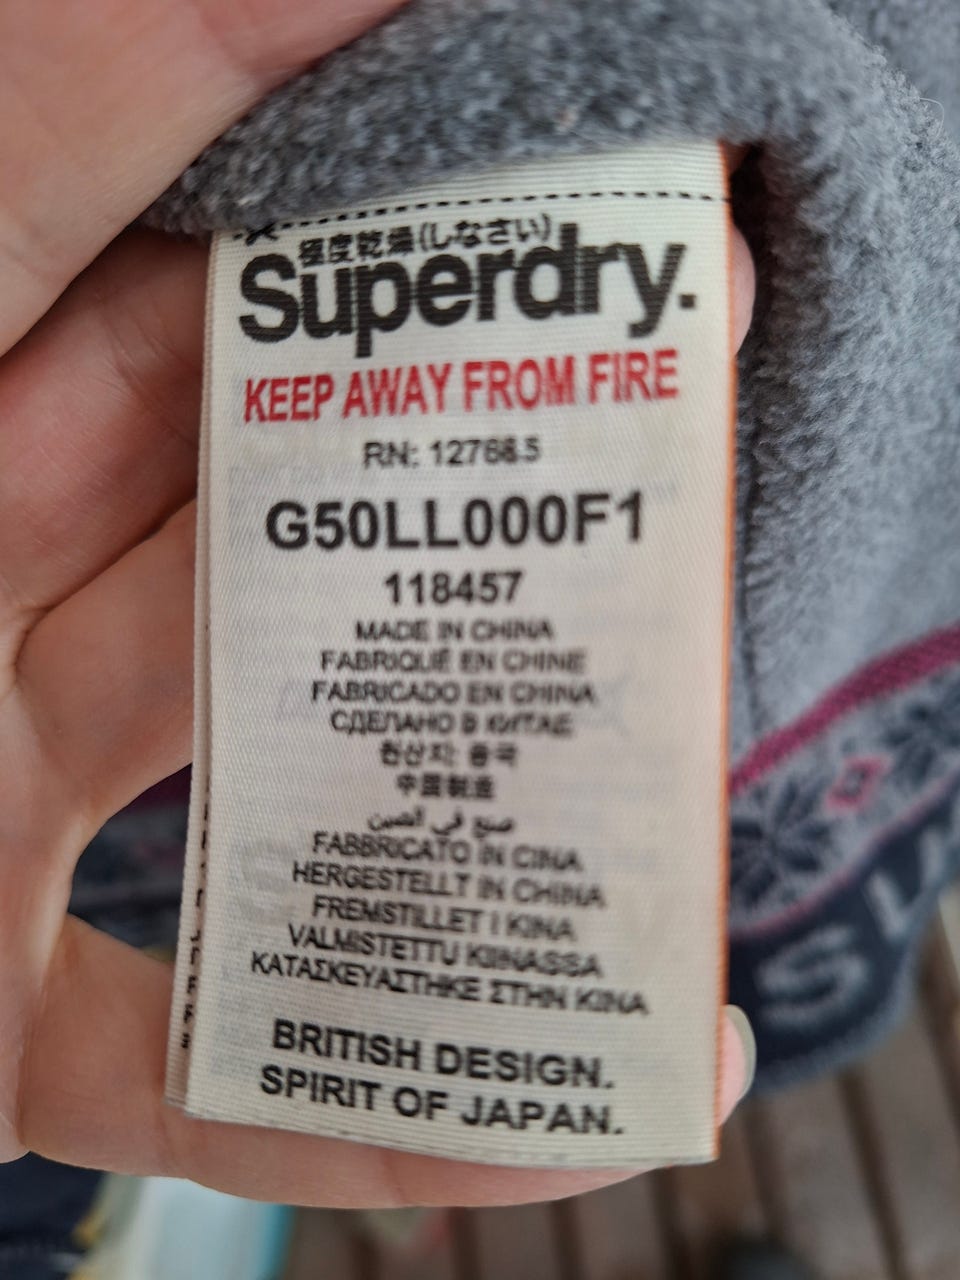 極度乾燥(しなさい)
Superdry.
KEEP AWAY FROM FIRE
RN: 127685
G50LL000F1
118457
MADE IN CHINA
FABRIQUÉ EN CHINE
FABRICADO EN CHINA
СДЕЛАНО В КИТАЕ
원산지: 중국
中国制造
صنع في الصين
FABBRICATO IN CINA
HERGESTELLT IN CHINA
FREMSTILLET I KINA
VALMISTETTU KIINASSA
ΚΑΤΑΣΚΕΥΑΣΤΗΚΕ ΣΤΗΝ ΚΙΝΑ
BRITISH DESIGN.
SPIRIT OF JAPAN.